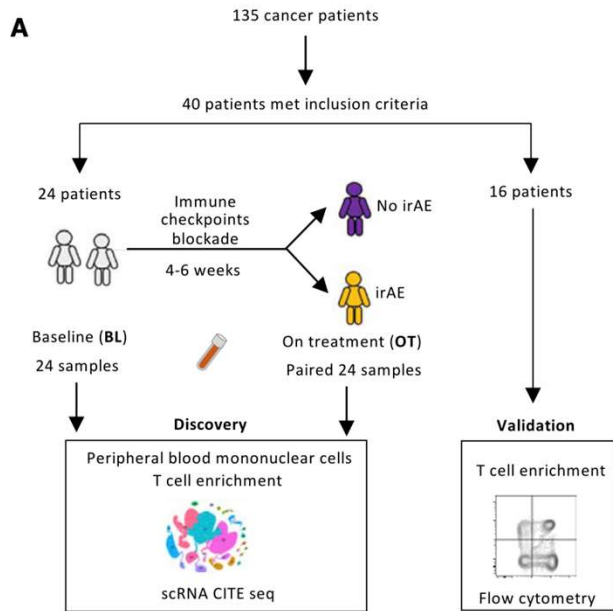 A
135 cancer patients
40 patients met inclusion criteria
24 patients
Immune
checkpoints
blockade
4-6 weeks
No irAE
irAE
16 patients
Baseline (BL)
24 samples
On treatment (OT)
Paired 24 samples
Discovery
Peripheral blood mononuclear cells
T cell enrichment
scRNA CITE seq
Validation
T cell enrichment
Flow cytometry